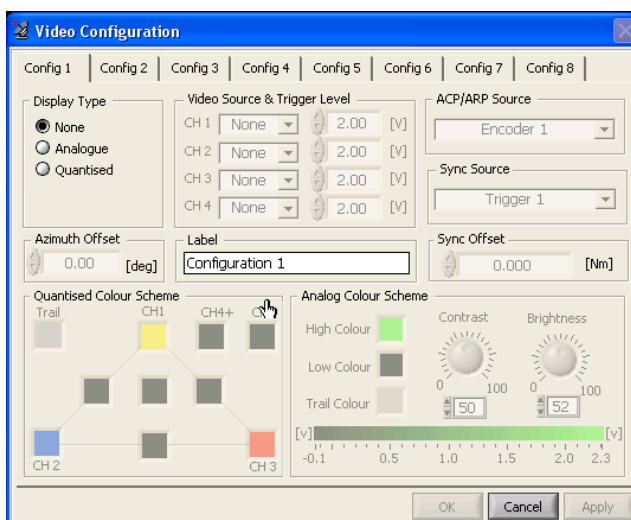 Video Configuration
Config 1 Config 2 Config 3 Config 4 Config 5 Config 6 Config 7 Config 8
Display Type
None
Analogue
Quantised
Video Source & Trigger Level
CH 1 None 2.00 [V]
CH 2 None 2.00 [V]
CH 3 None 2.00 [V]
CH 4 None 2.00 [V]
ACP/ARP Source
Encoder 1
Sync Source
Trigger 1
Azimuth Offset
0.00 [deg]
Label
Configuration 1
Sync Offset
0.000 [Nm]
Quantised Colour Scheme
Trail CH1 CH4+
CH 2 CH 3
Analog Colour Scheme
High Colour
Low Colour
Trail Colour
Contrast
0 100
50
Brightness
0 100
52
[v] [v]
-0.1 0.5 1.0 1.5 2.0 2.3
OK Cancel Apply